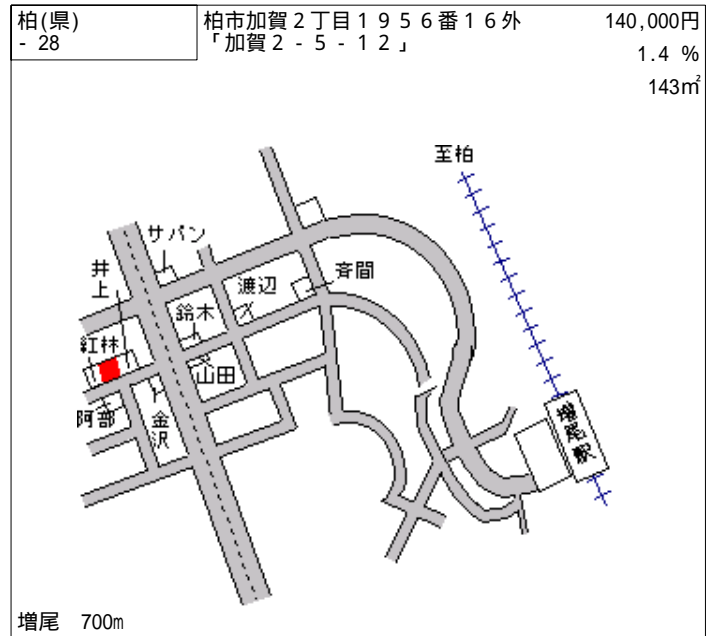 柏(県)
- 28
柏市加賀２丁目１９５６番１６外
「加賀２-５-１２」
140,000円
1.4 %
143㎡
至柏
サパン
井上
斉間
渡辺
鈴木
紅林
山田
阿部
金沢
増尾駅
増尾 700m